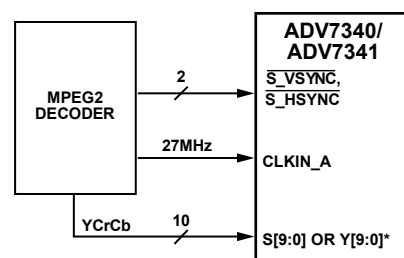 ADV7340/
ADV7341
2
S_VSYNC,
S_HSYNC
MPEG2
DECODER
27MHz
CLKIN_A
YCrCb
10
S[9:0] OR Y[9:0]*